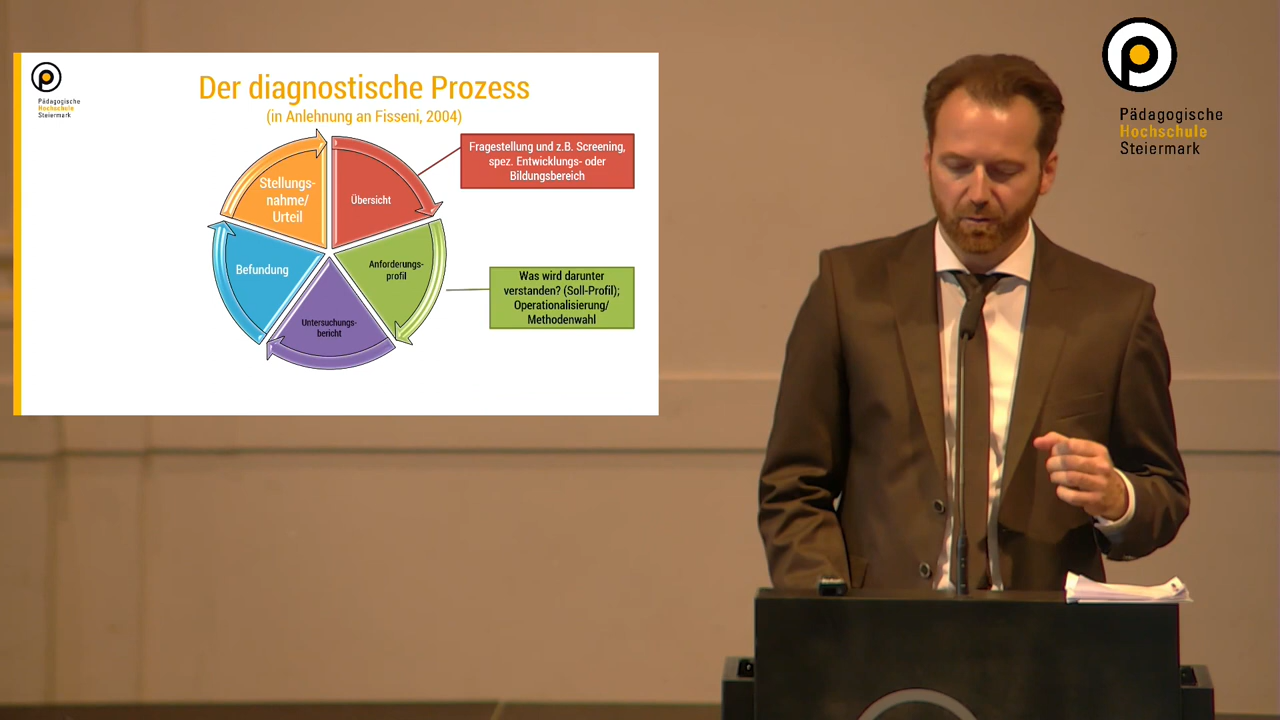 Pädagogische
Hochschule
Steiermark
Der diagnostische Prozess
(in Anlehnung an Fisseni, 2004)
Stellungs-
nahme/
Urteil
Übersicht
Fragestellung und z.B. Screening,
spez. Entwicklungs- oder
Bildungsbereich
Befundung
Anforderungs-
profil
Was wird darunter
verstanden? (Soll-Profil);
Operationalisierung/
Methodenwahl
Untersuchungs-
bericht
Pädagogische
Hochschule
Steiermark